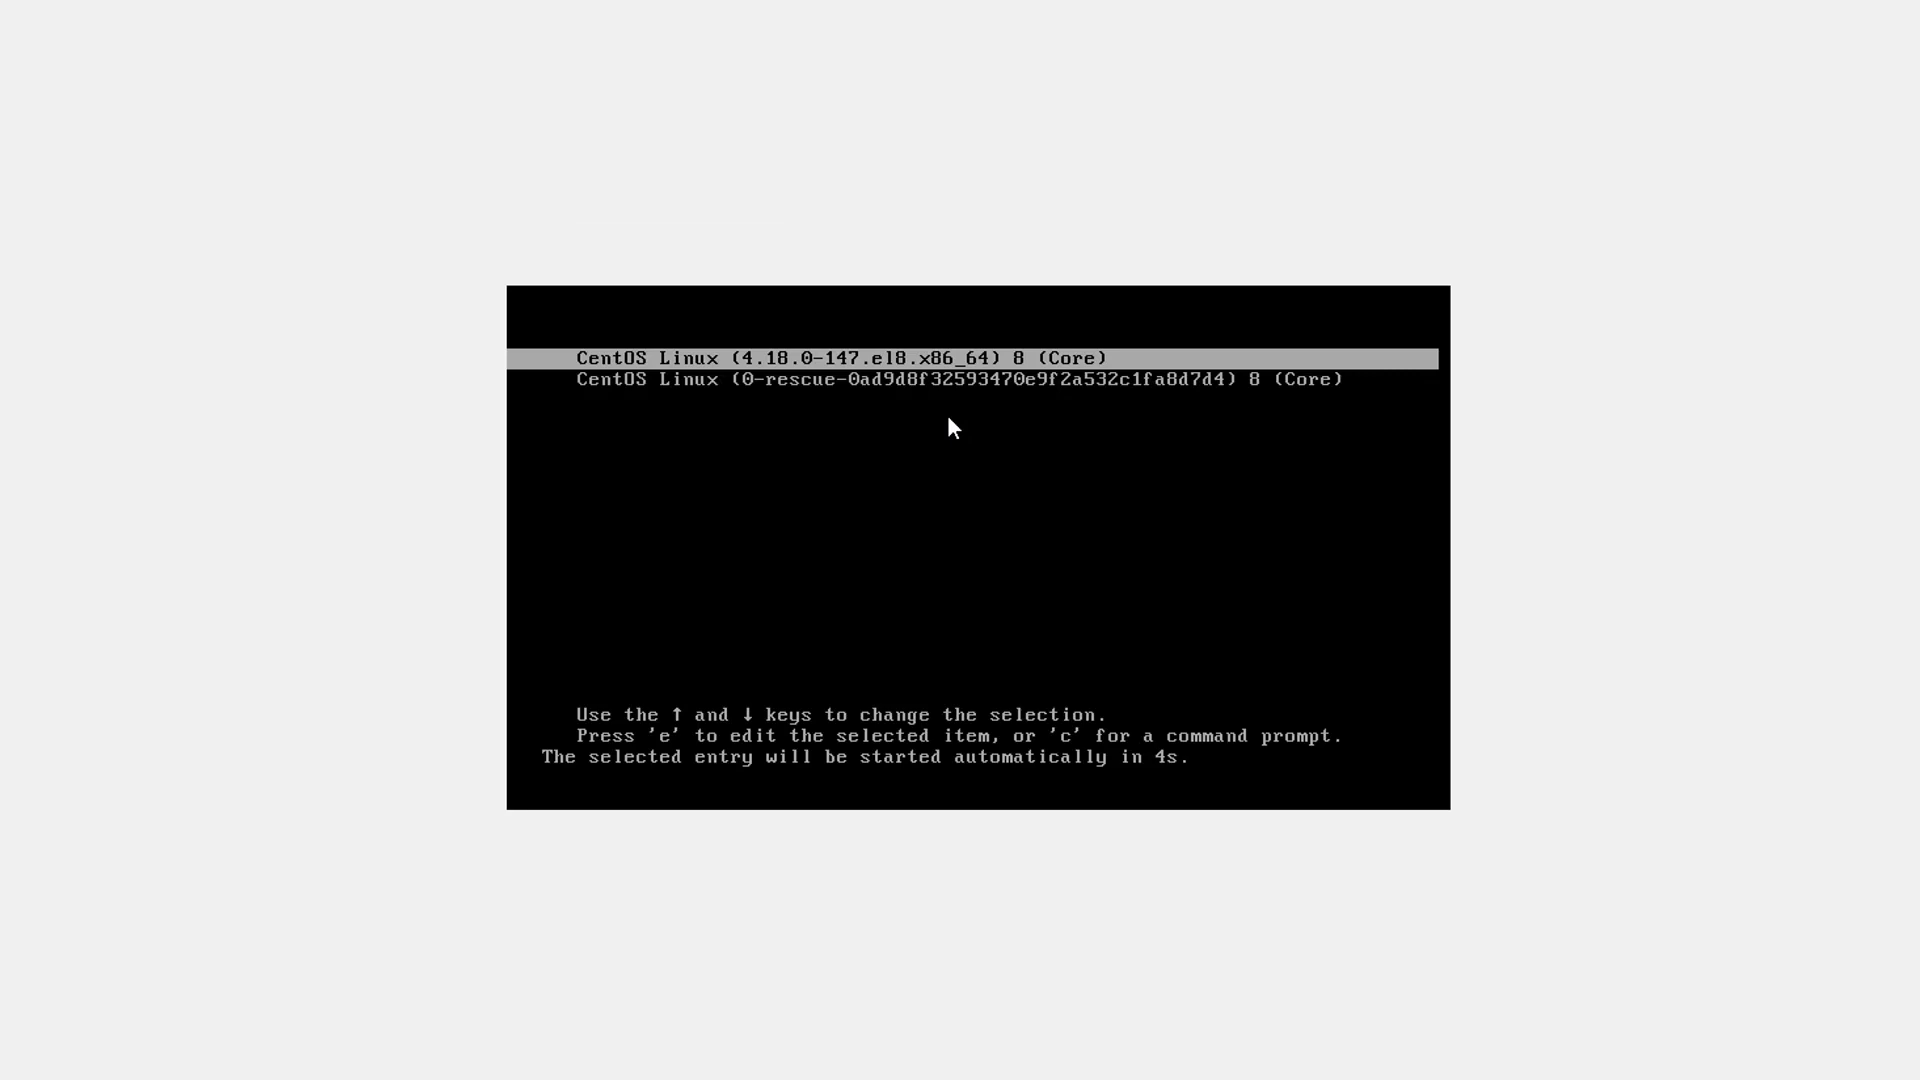 CentOS Linux (4.18.0-147.el8.x86_64) 8 (Core)
CentOS Linux (0-rescue-0ad9d8f32593470e9f2a532c1fa8d7d4) 8 (Core)
Use the ↑ and ↓ keys to change the selection.
Press 'e' to edit the selected item, or 'c' for a command prompt.
The selected entry will be started automatically in 4s.